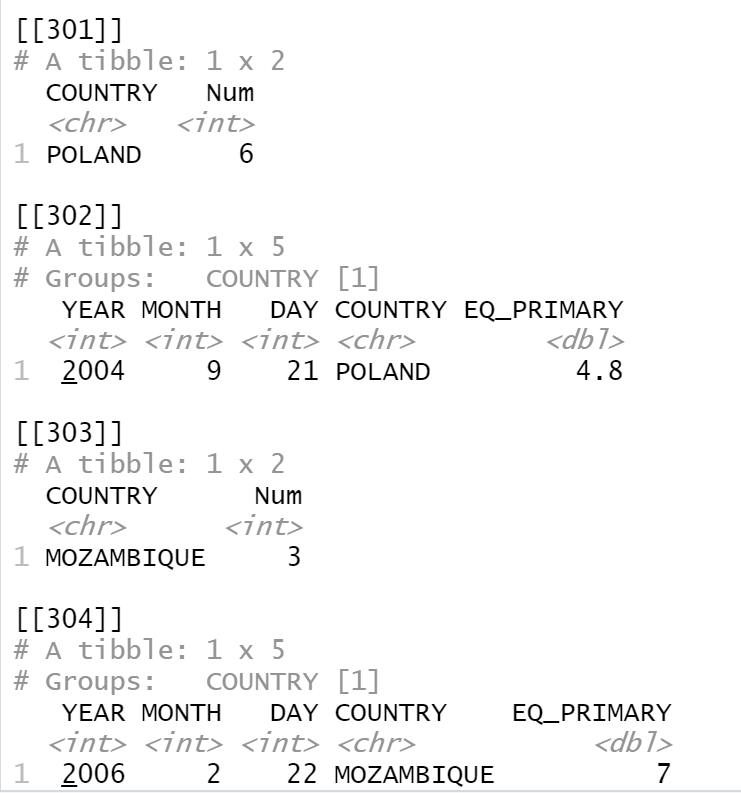 [[301]]
# A tibble: 1 x 2
COUNTRY Num
<chr> <int>
1 POLAND 6
[[302]]
# A tibble: 1 x 5
# Groups: COUNTRY [1]
YEAR MONTH DAY COUNTRY EQ_PRIMARY
<int> <int> <int> <chr> <dbl>
1 2004 9 21 POLAND 4.8
[[303]]
# A tibble: 1 x 2
COUNTRY Num
<chr> <int>
1 MOZAMBIQUE 3
[[304]]
# A tibble: 1 x 5
# Groups: COUNTRY [1]
YEAR MONTH DAY COUNTRY EQ_PRIMARY
<int> <int> <int> <chr> <dbl>
1 2006 2 22 MOZAMBIQUE 7